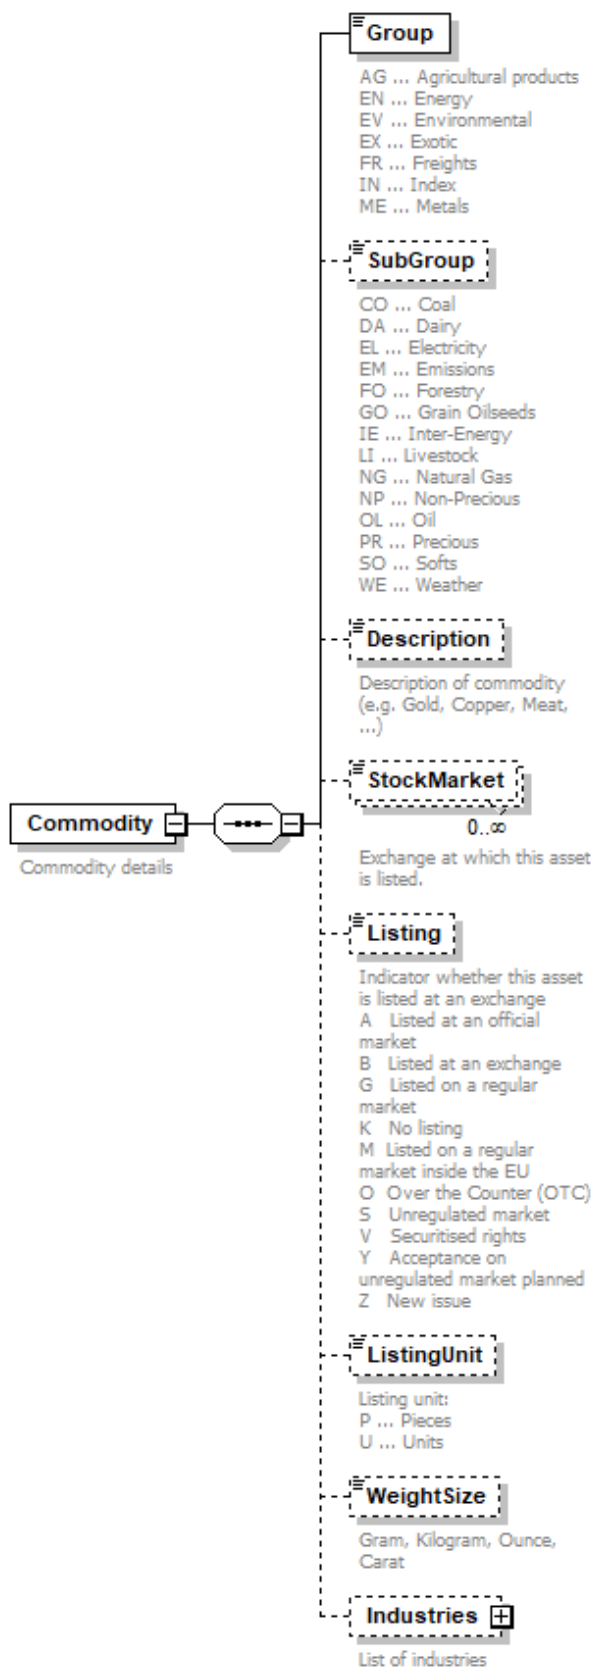 Group
AG ... Agricultural products
EN ... Energy
EV ... Environmental
EX ... Exotic
FR ... Freights
IN ... Index
ME ... Metals
SubGroup
CO ... Coal
DA ... Dairy
EL ... Electricity
EM ... Emissions
FO ... Forestry
GO ... Grain Oilseeds
IE ... Inter-Energy
LI ... Livestock
NG ... Natural Gas
NP ... Non-Precious
OL ... Oil
PR ... Precious
SO ... Softs
WE ... Weather
Description
Description of commodity
(e.g. Gold, Copper, Meat,
...)
StockMarket
0..∞
Exchange at which this asset
is listed.
Commodity
Commodity details
Listing
Indicator whether this asset
is listed at an exchange
A Listed at an official
market
B Listed at an exchange
G Listed on a regular
market
K No listing
M Listed on a regular
market inside the EU
O Over the Counter (OTC)
S Unregulated market
V Securitised rights
Y Acceptance on
unregulated market planned
Z New issue
ListingUnit
Listing unit:
P ... Pieces
U ... Units
WeightSize
Gram, Kilogram, Ounce,
Carat
Industries
List of industries